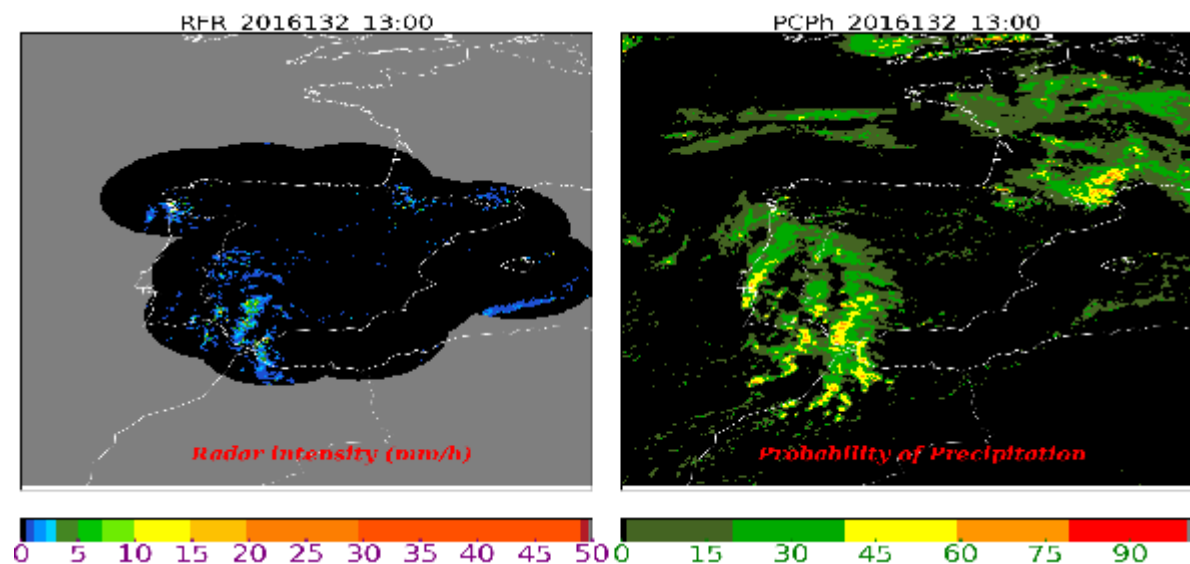 RFR 2016132 13:00
PCPh 2016132 13:00
Radar intensity (mm/h)
Probability of Precipitation
0 5 10 15 20 25 30 35 40 45 50
0 15 30 45 60 75 90